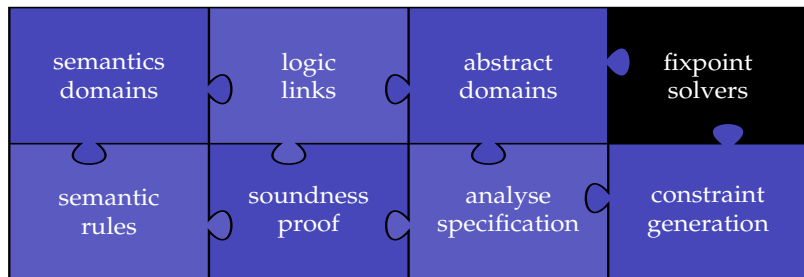 semantics
domains
logic
links
abstract
domains
fixpoint
solvers
semantic
rules
soundness
proof
analyse
specification
constraint
generation